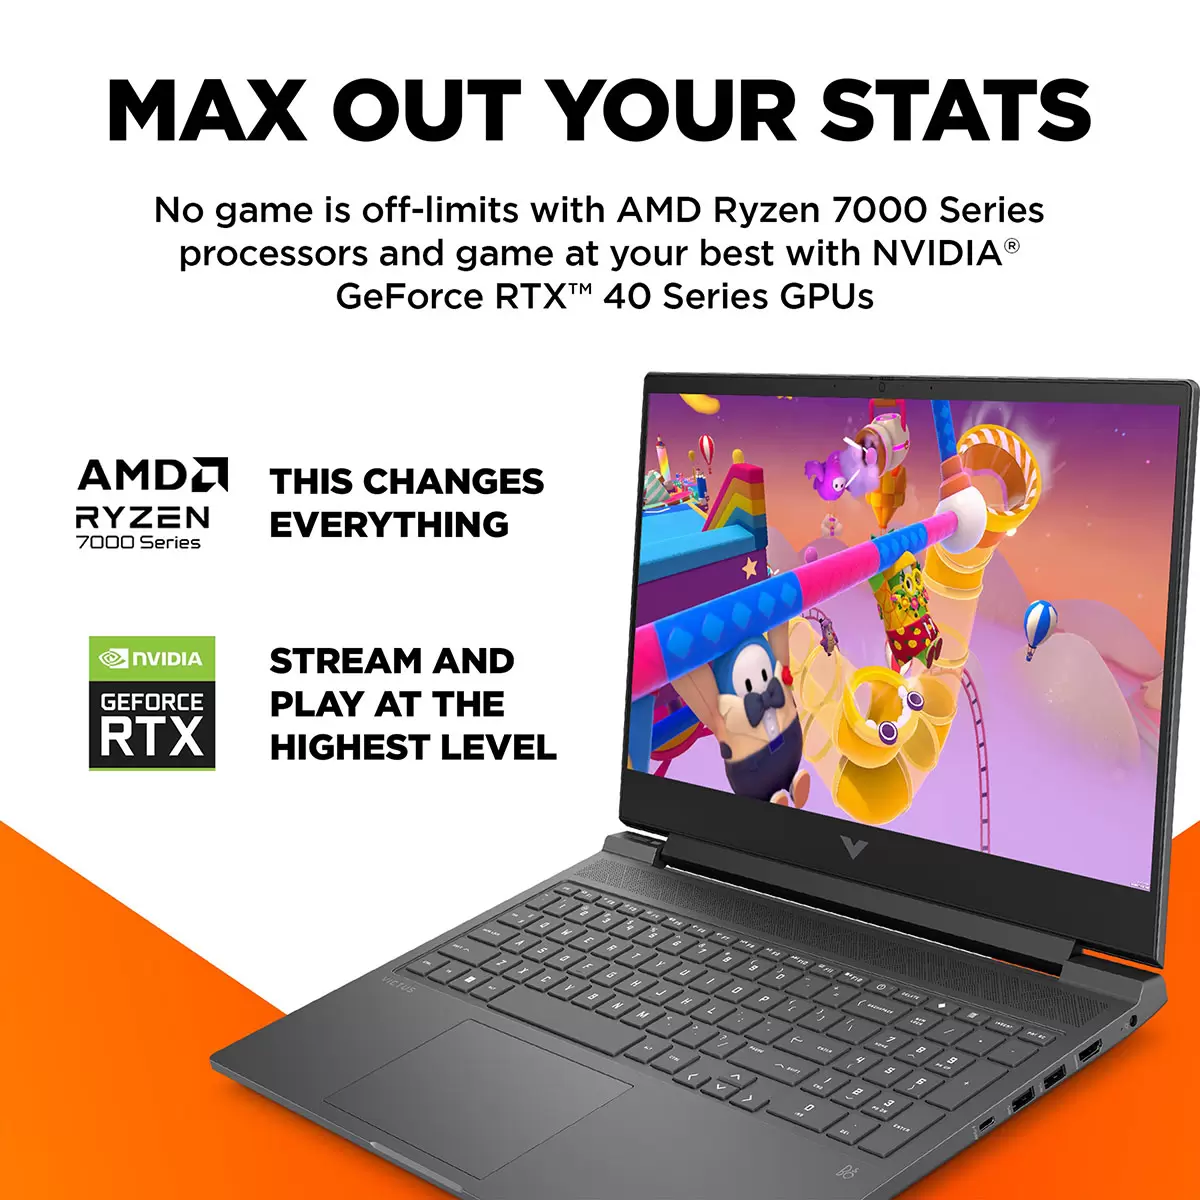 MAX OUT YOUR STATS
No game is off-limits with AMD Ryzen 7000 Series
processors and game at your best with NVIDIA®
GeForce RTX™ 40 Series GPUs
AMD
RYZEN
7000 Series
THIS CHANGES
EVERYTHING
NVIDIA
GEFORCE
RTX
STREAM AND
PLAY AT THE
HIGHEST LEVEL
VICTUS